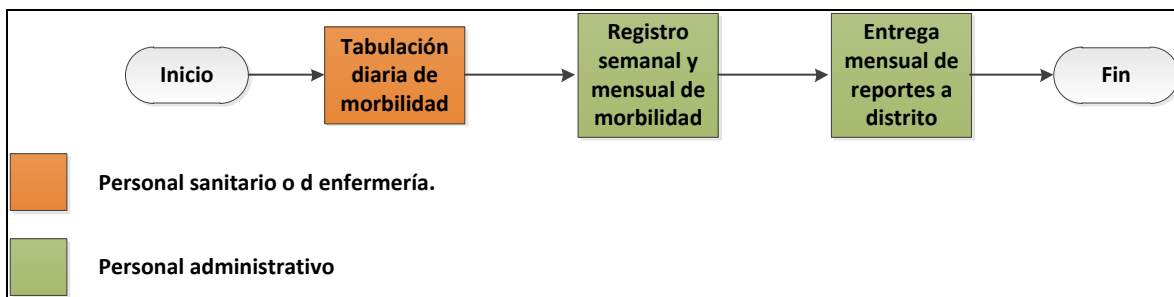 Inicio
Tabulación
diaria de
morbilidad
Registro
semanal y
mensual de
morbilidad
Entrega
mensual de
reportes a
distrito
Fin
Personal sanitario o d enfermería.
Personal administrativo